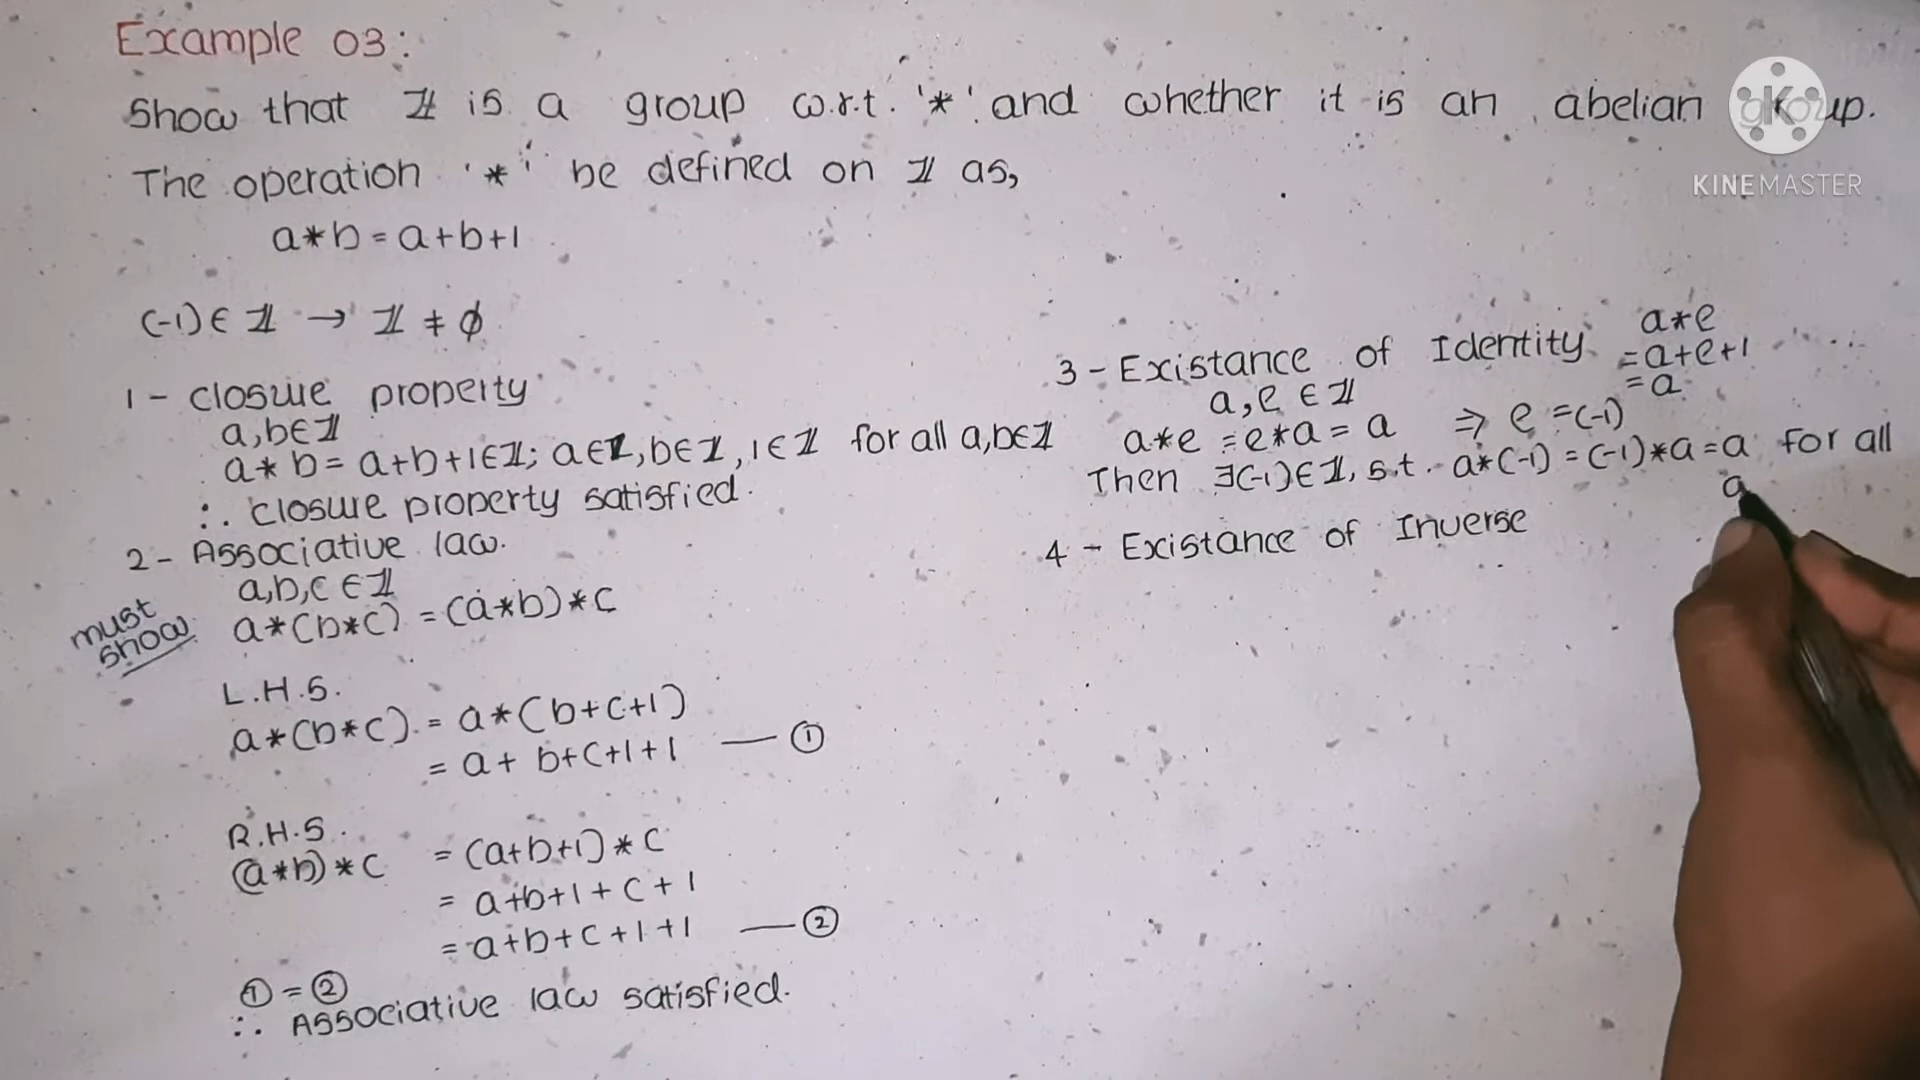 Example 03:
Show that ℤ is a group w.r.t. '*' and whether it is an abelian group.
The operation '*' be defined on ℤ as,
a*b = a+b+1
(-1) ∈ ℤ → ℤ ≠ ϕ
1 - closure property
a,b∈ℤ
a*b = a+b+1∈ℤ; a∈ℤ, b∈ℤ, 1∈ℤ for all a,b∈ℤ
∴ closure property satisfied.
2 - Associative law.
a,b,c ∈ ℤ
must show a*(b*c) = (a*b)*c
L.H.S.
a*(b*c) = a*(b+c+1)
= a+ b+c+1+1 — ①
R.H.S.
(a*b)*c = (a+b+1)*c
= a+b+1+c+1
= a+b+c+1+1 — ②
① = ②
∴ Associative law satisfied.
3 - Existance of Identity
a*e
= a+e+1
= a
a,e ∈ ℤ
a*e = e*a = a ⇒ e = (-1)
Then ∃(-1)∈ℤ, s.t. a*(-1) = (-1)*a = a for all
a
4 - Existance of Inverse
K
KINEMASTER